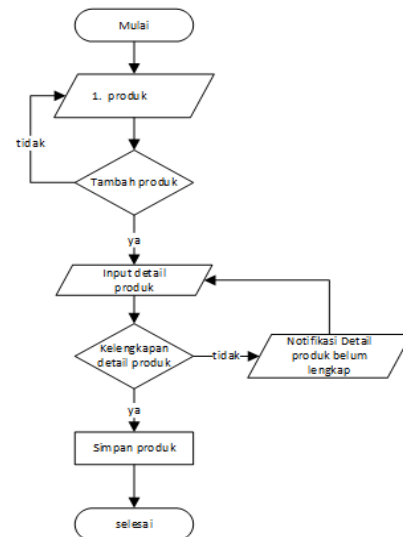 Mulai
1. produk
tidak
Tambah produk
ya
Input detail
produk
Kelengkapan
detail produk
tidak
Notifikasi Detail
produk belum
lengkap
ya
Simpan produk
selesai